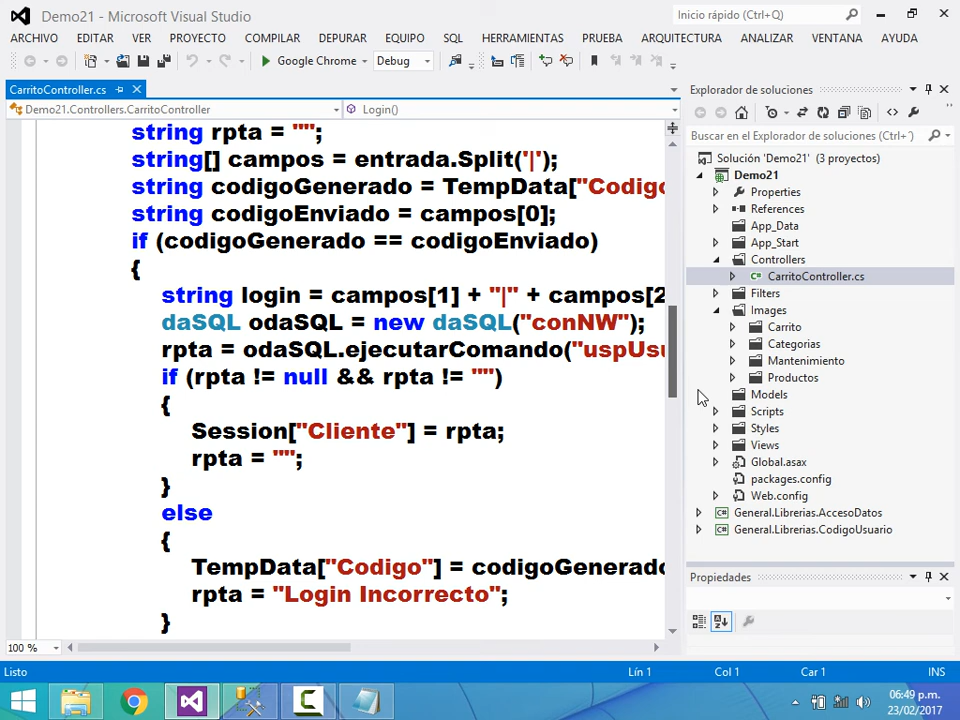 Demo21 - Microsoft Visual Studio
Inicio rápido (Ctrl+Q)
ARCHIVO EDITAR VER PROYECTO COMPILAR DEPURAR EQUIPO SQL HERRAMIENTAS PRUEBA ARQUITECTURA ANALIZAR VENTANA AYUDA
Google Chrome Debug
CarritoController.cs
Demo21.Controllers.CarritoController Login()
string rpta = "";
string[] campos = entrada.Split('|');
string codigoGenerado = TempData["Codigo
string codigoEnviado = campos[0];
if (codigoGenerado == codigoEnviado)
{
string login = campos[1] + "|" + campos[2
daSQL odaSQL = new daSQL("conNW");
rpta = odaSQL.ejecutarComando("uspUsu
if (rpta != null && rpta != "")
{
Session["Cliente"] = rpta;
rpta = "";
}
else
{
TempData["Codigo"] = codigoGenerado
rpta = "Login Incorrecto";
}
100 %
Explorador de soluciones
Buscar en el Explorador de soluciones (Ctrl+´)
Solución 'Demo21' (3 proyectos)
Demo21
Properties
References
App_Data
App_Start
Controllers
C# CarritoController.cs
Filters
Images
Carrito
Categorias
Mantenimiento
Productos
Models
Scripts
Styles
Views
Global.asax
packages.config
Web.config
C# General.Librerias.AccesoDatos
C# General.Librerias.CodigoUsuario
Propiedades
Listo Lín 1 Col 1 Car 1 INS
06:49 p.m.
23/02/2017